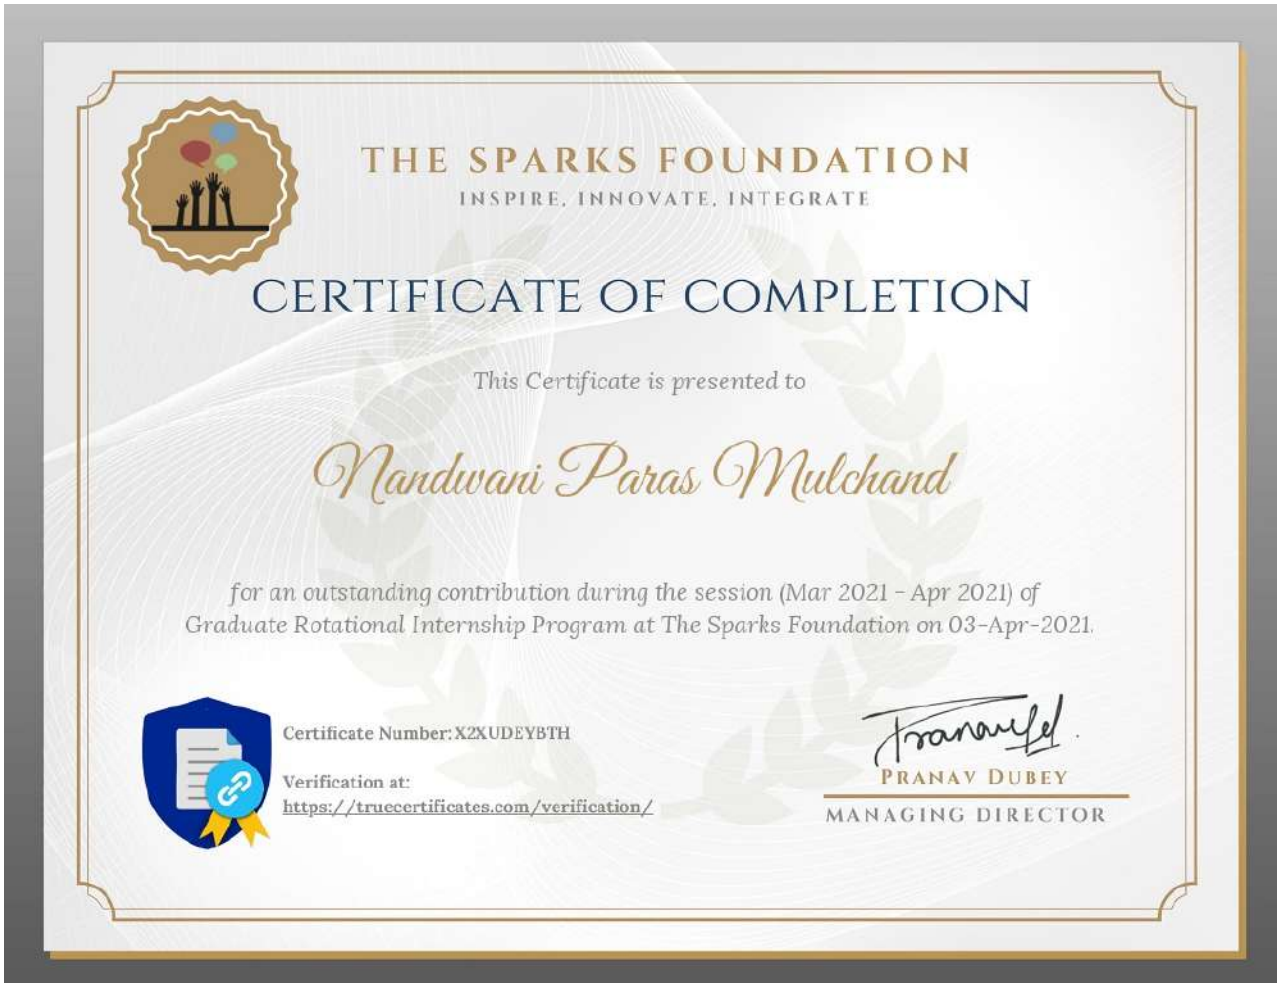 THE SPARKS FOUNDATION
INSPIRE, INNOVATE, INTEGRATE
CERTIFICATE OF COMPLETION
This Certificate is presented to
Nandwani Paras Mulchand
for an outstanding contribution during the session (Mar 2021 - Apr 2021) of
Graduate Rotational Internship Program at The Sparks Foundation on 03-Apr-2021.
Certificate Number: X2XUDEYBTH
Verification at:
https://truecertificates.com/verification/
PRANAV DUBEY
MANAGING DIRECTOR